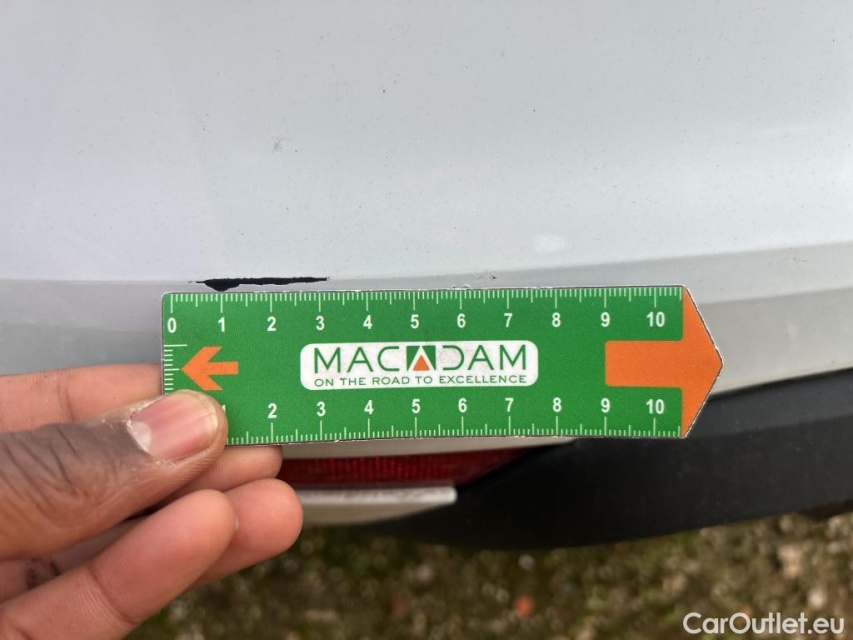 0 1 2 3 4 5 6 7 8 9 10
MACADAM
ON THE ROAD TO EXCELLENCE
2 3 4 5 6 7 8 9 10
CarOutlet.eu